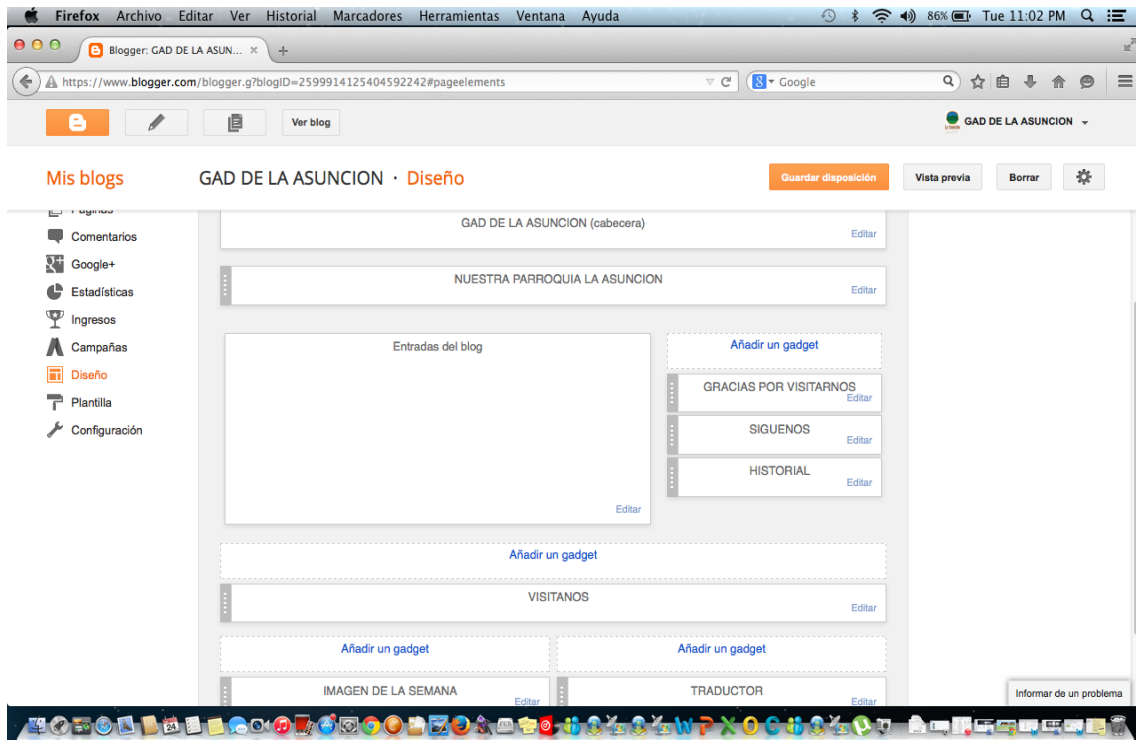 Firefox Archivo Editar Ver Historial Marcadores Herramientas Ventana Ayuda 86% Tue 11:02 PM
Blogger: GAD DE LA ASUN... × +
https://www.blogger.com/blogger.g?blogID=2599914125404592242#pageelements Google
Ver blog GAD DE LA ASUNCION
Mis blogs GAD DE LA ASUNCION · Diseño Guardar disposición Vista previa Borrar
Páginas
Comentarios
Google+
Estadísticas
Ingresos
Campañas
Diseño
Plantilla
Configuración
GAD DE LA ASUNCION (cabecera)
Editar
NUESTRA PARROQUIA LA ASUNCION
Editar
Entradas del blog
Editar
Añadir un gadget
GRACIAS POR VISITARNOS
Editar
SIGUENOS
Editar
HISTORIAL
Editar
Añadir un gadget
VISITANOS
Editar
Añadir un gadget
IMAGEN DE LA SEMANA
Editar
Añadir un gadget
TRADUCTOR
Editar
Informar de un problema